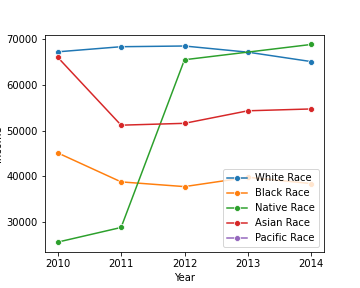 70000
60000
50000
40000
30000
2010 2011 2012 2013 2014
Year
White Race
Black Race
Native Race
Asian Race
Pacific Race